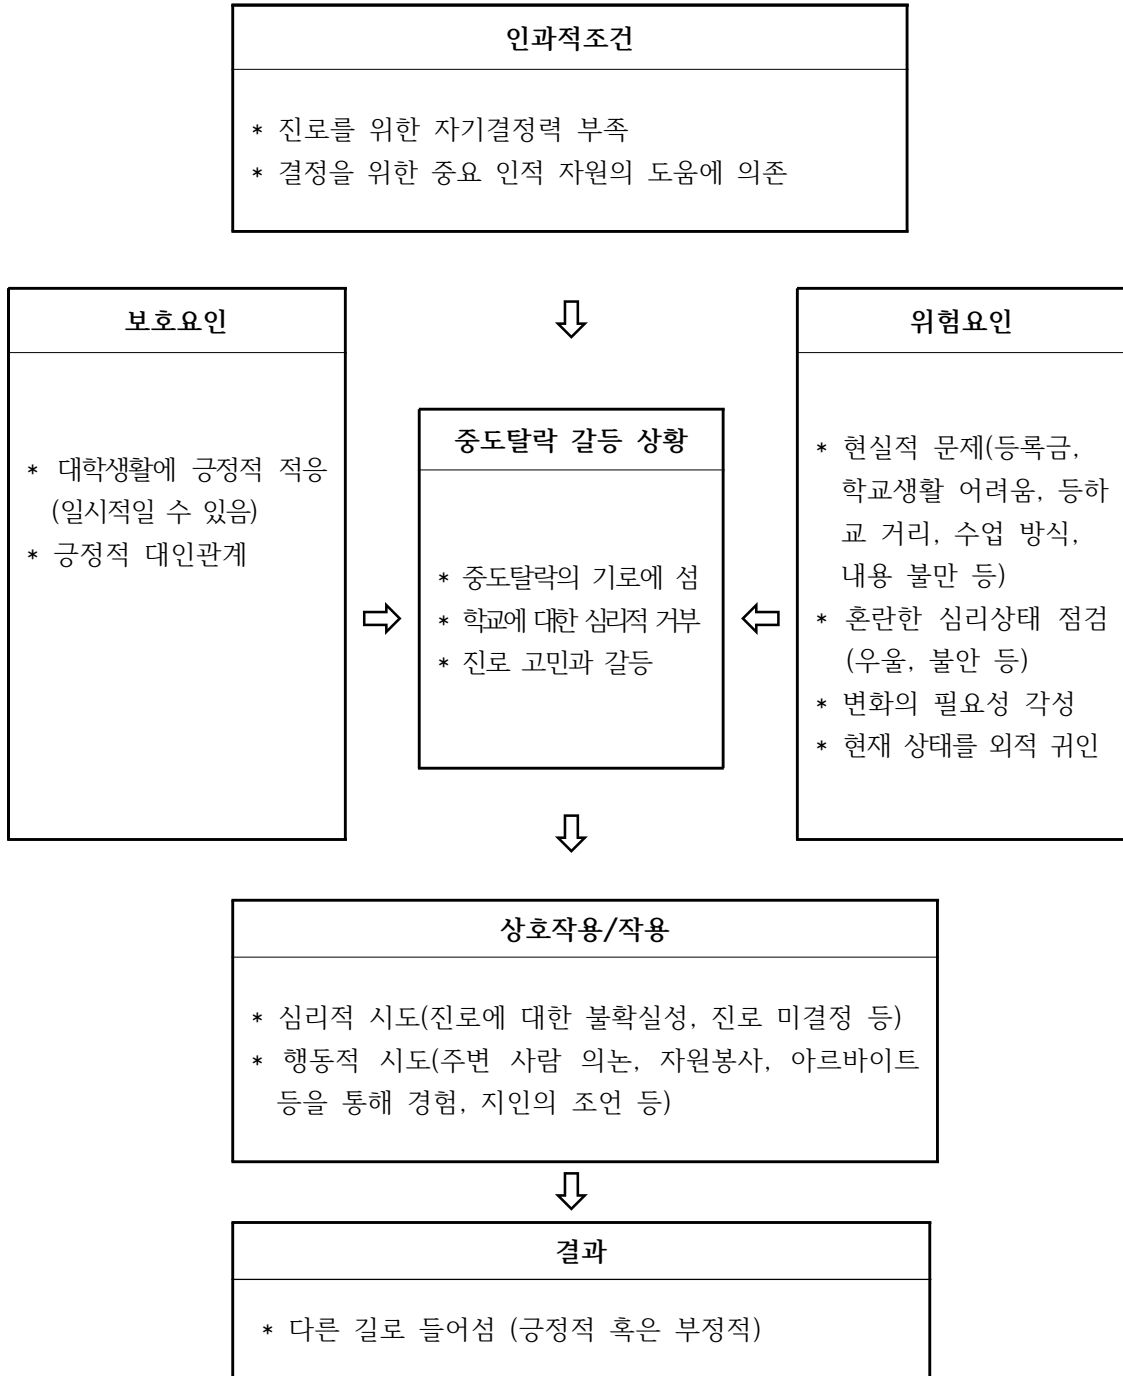 인과적조건
* 진로를 위한 자기결정력 부족
* 결정을 위한 중요 인적 자원의 도움에 의존
보호요인
* 대학생활에 긍정적 적응
(일시적일 수 있음)
* 긍정적 대인관계
중도탈락 갈등 상황
* 중도탈락의 기로에 섬
* 학교에 대한 심리적 거부
* 진로 고민과 갈등
위험요인
* 현실적 문제(등록금,
학교생활 어려움, 등하
교 거리, 수업 방식,
내용 불만 등)
* 혼란한 심리상태 점검
(우울, 불안 등)
* 변화의 필요성 각성
* 현재 상태를 외적 귀인
상호작용/작용
* 심리적 시도(진로에 대한 불확실성, 진로 미결정 등)
* 행동적 시도(주변 사람 의논, 자원봉사, 아르바이트
등을 통해 경험, 지인의 조언 등)
결과
* 다른 길로 들어섬 (긍정적 혹은 부정적)